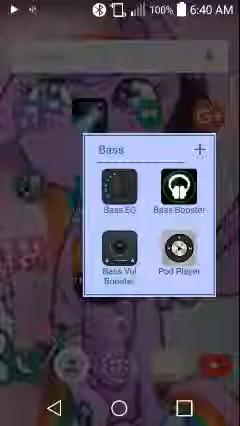 100% 6:40 AM
Bass
Bass EQ
Bass Booster
Bass Vol
Booster
Pod Player